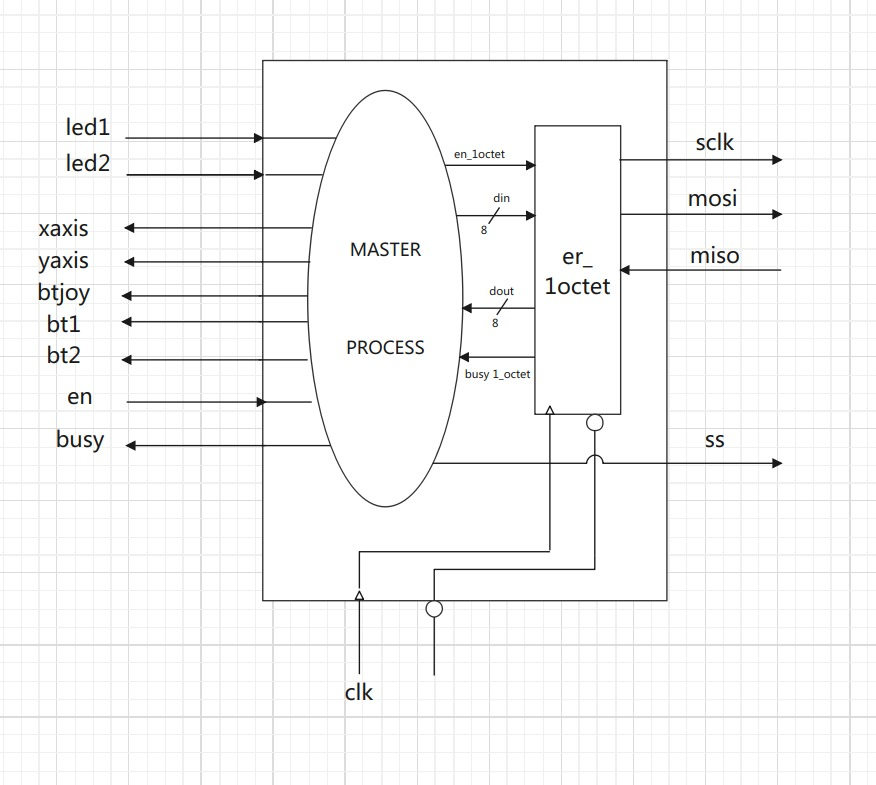 led1
led2
xaxis
yaxis
btjoy
bt1
bt2
en
busy
MASTER
PROCESS
en_1octet
din
8
dout
8
busy 1_octet
er_
1octet
sclk
mosi
miso
ss
clk